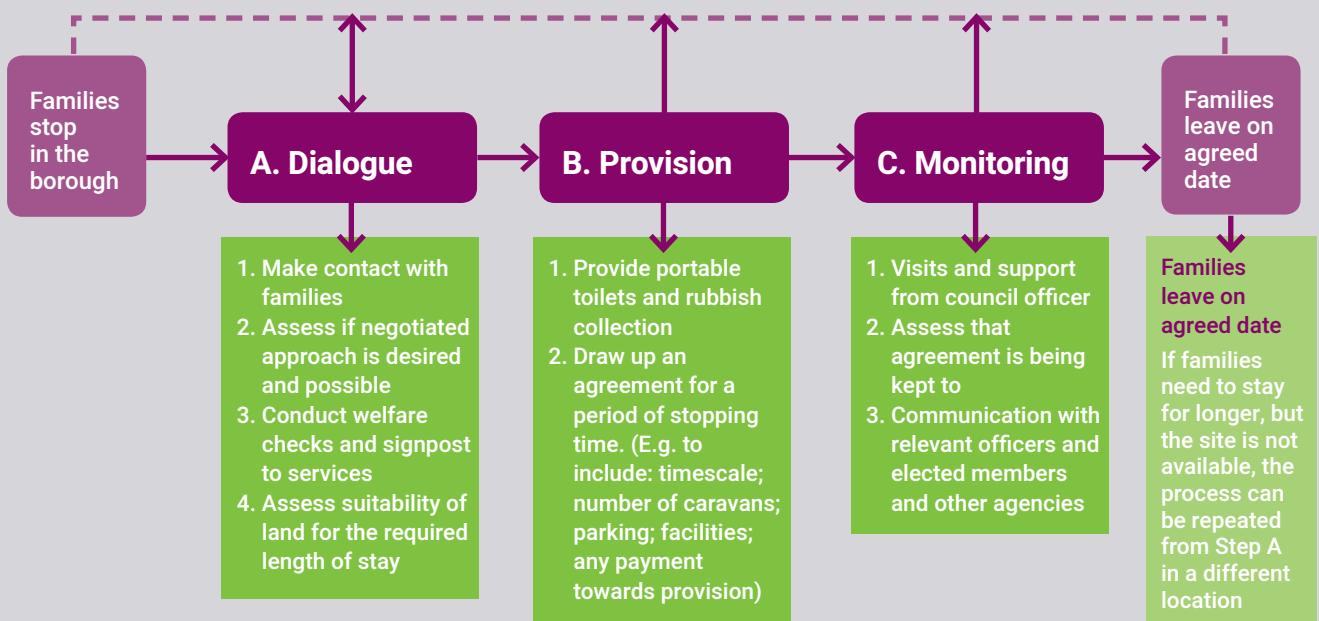 Families
stop
in the
borough
A. Dialogue
B. Provision
C. Monitoring
Families
leave on
agreed
date
1. Make contact with
families
2. Assess if negotiated
approach is desired
and possible
3. Conduct welfare
checks and signpost
to services
4. Assess suitability of
land for the required
length of stay
1. Provide portable
toilets and rubbish
collection
2. Draw up an
agreement for a
period of stopping
time. (E.g. to
include: timescale;
number of caravans;
parking; facilities;
any payment
towards provision)
1. Visits and support
from council officer
2. Assess that
agreement is being
kept to
3. Communication with
relevant officers and
elected members
and other agencies
Families
leave on
agreed date
If families
need to stay
for longer, but
the site is not
available, the
process can
be repeated
from Step A
in a different
location